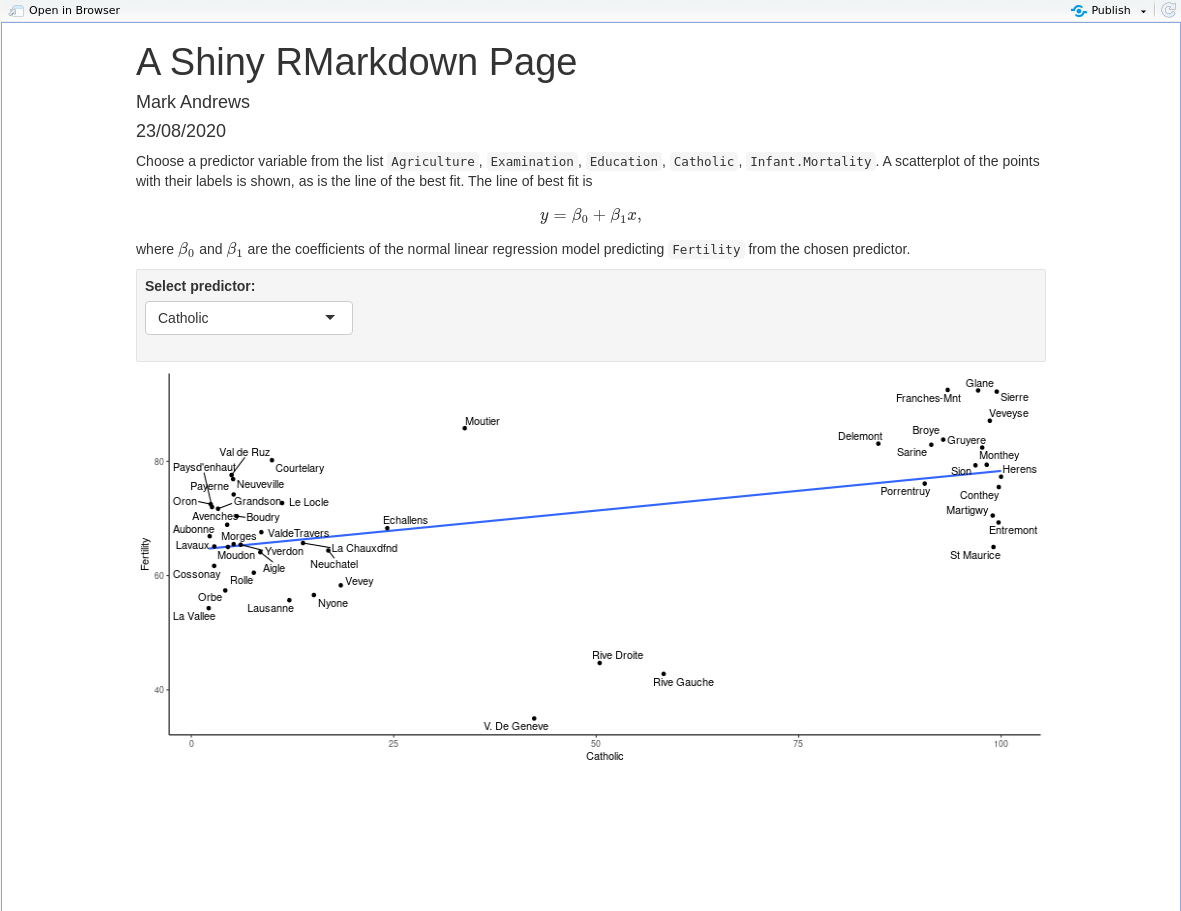 Open in Browser
Publish
A Shiny RMarkdown Page
Mark Andrews
23/08/2020
Choose a predictor variable from the list Agriculture, Examination, Education, Catholic, Infant.Mortality. A scatterplot of the points
with their labels is shown, as is the line of the best fit. The line of best fit is
y = β₀ + β₁x,
where β₀ and β₁ are the coefficients of the normal linear regression model predicting Fertility from the chosen predictor.
Select predictor:
Catholic
Glane
Franches-Mnt
Sierre
Veveyse
Moutier
Broye
Delemont
Gruyere
Val de Ruz
Sarine
Monthey
80
Paysd'enhaut
Courtelary
Sion
Herens
Payerne
Neuveville
Porrentruy
Conthey
Oron
Grandson
Le Locle
Martigwy
Avenches
Boudry
Echallens
Aubonne
Morges
ValdeTravers
Entremont
Lavaux
Moudon
Yverdon
La Chauxdfnd
St Maurice
Fertility
Neuchatel
Aigle
60
Cossonay
Rolle
Vevey
Orbe
Nyone
Lausanne
La Vallee
Rive Droite
Rive Gauche
40
V. De Geneve
0
25
50
75
100
Catholic